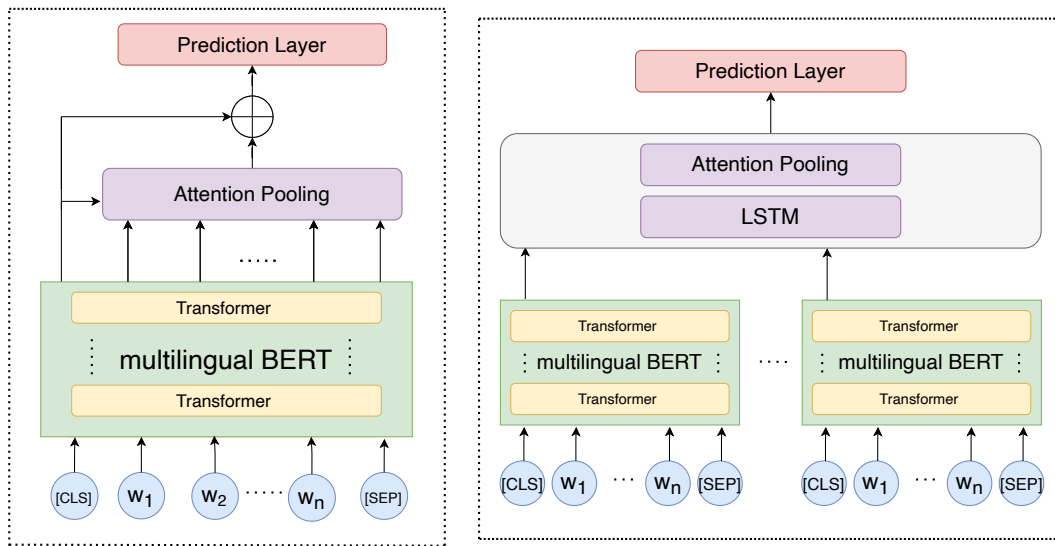 Prediction Layer
Attention Pooling
.....
Transformer
multilingual BERT
Transformer
[CLS] w1 w2 ...... wn [SEP]
Prediction Layer
Attention Pooling
LSTM
Transformer Transformer
multilingual BERT .... multilingual BERT
Transformer Transformer
[CLS] w1 ... wn [SEP] [CLS] w1 ... wn [SEP]